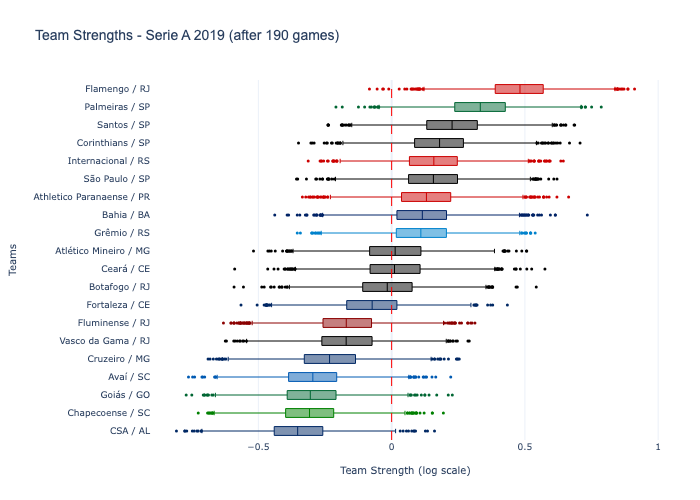 Team Strengths - Serie A 2019 (after 190 games)
Flamengo / RJ
Palmeiras / SP
Santos / SP
Corinthians / SP
Internacional / RS
São Paulo / SP
Athletico Paranaense / PR
Bahia / BA
Grêmio / RS
Atlético Mineiro / MG
Ceará / CE
Botafogo / RJ
Fortaleza / CE
Fluminense / RJ
Vasco da Gama / RJ
Cruzeiro / MG
Avaí / SC
Goiás / GO
Chapecoense / SC
CSA / AL
Teams
−0.5 0 0.5 1
Team Strength (log scale)